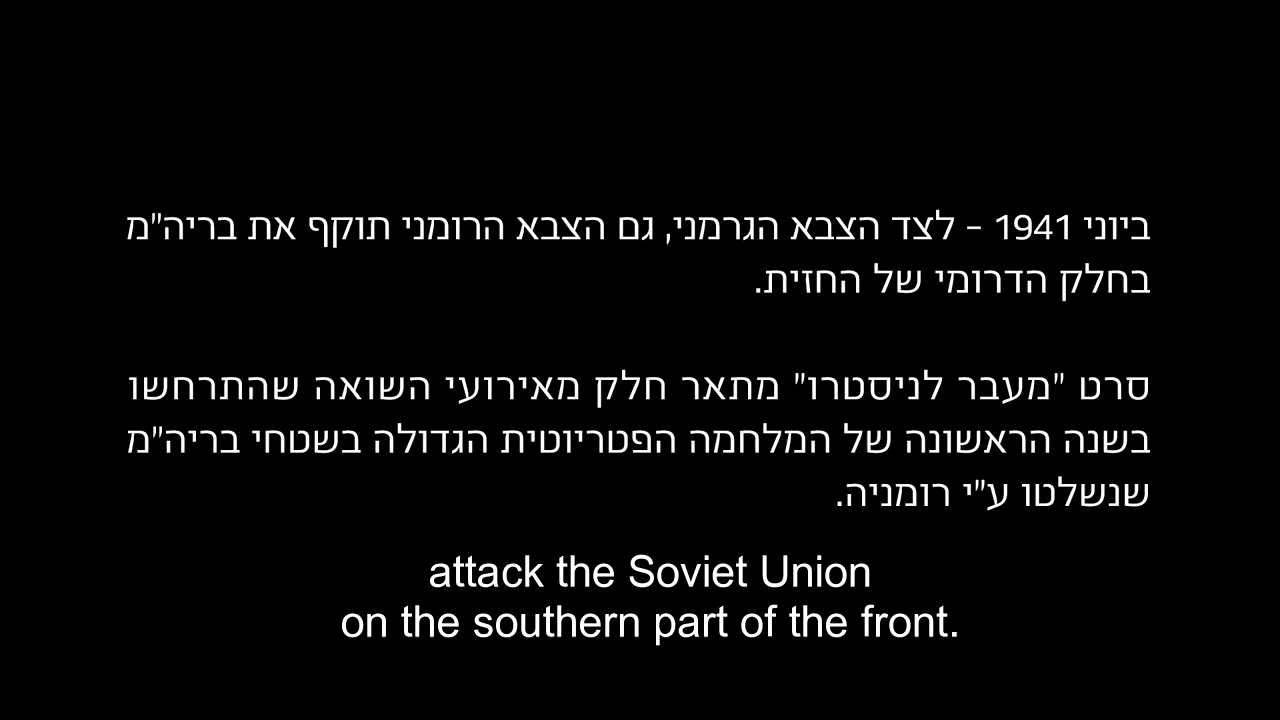 ביוני 1941 – לצד הצבא הגרמני, גם הצבא הרומני תוקף את בריה"מ
בחלק הדרומי של החזית.
סרט "מעבר לניסטרו" מתאר חלק מאירועי השואה שהתרחשו
בשנה הראשונה של המלחמה הפטריוטית הגדולה בשטחי בריה"מ
שנשלטו ע"י רומניה.
attack the Soviet Union
on the southern part of the front.